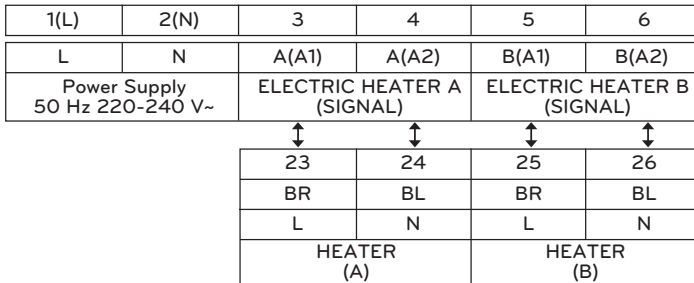 1(L) 2(N) 3 4 5 6
L N A(A1) A(A2) B(A1) B(A2)
Power Supply ELECTRIC HEATER A ELECTRIC HEATER B
50 Hz 220-240 V~ (SIGNAL) (SIGNAL)
23 24 25 26
BR BL BR BL
L N L N
HEATER HEATER
(A) (B)